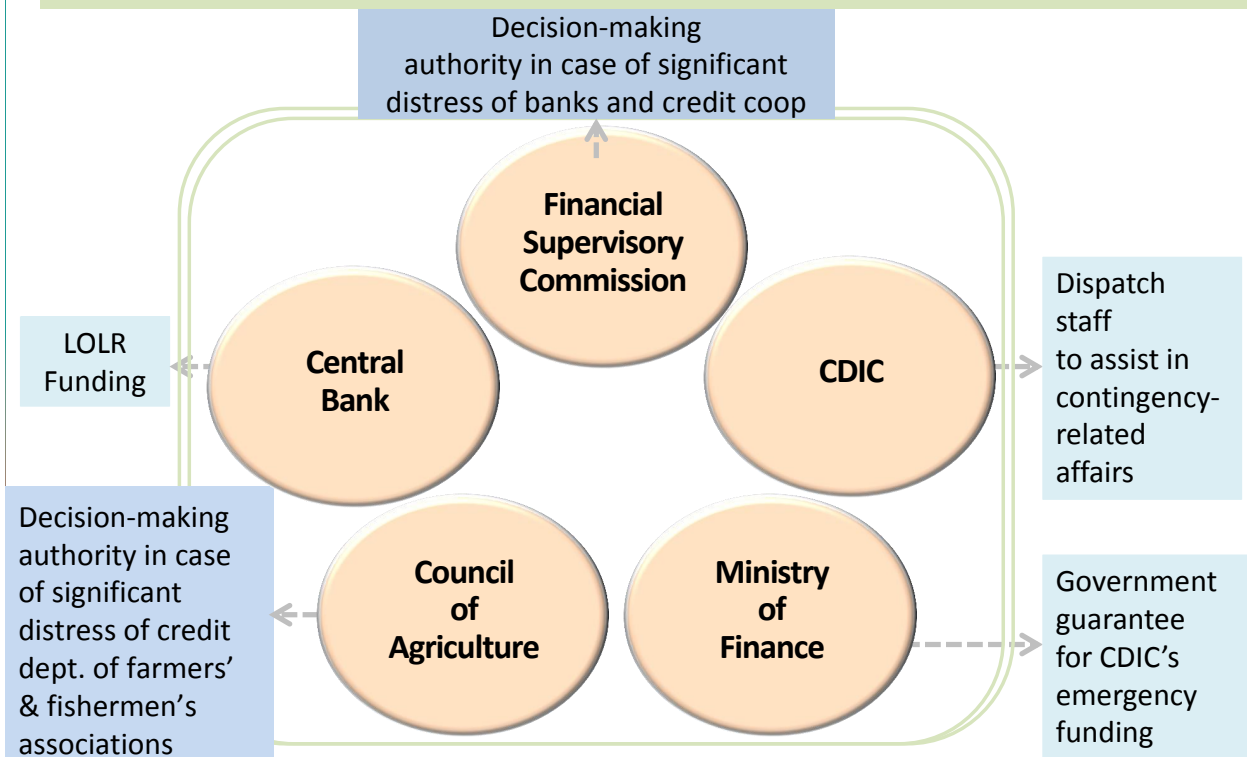 Decision-making
authority in case of significant
distress of banks and credit coop
Financial
Supervisory
Commission
LOLR
Funding
Central
Bank
CDIC
Dispatch
staff
to assist in
contingency-
related
affairs
Decision-making
authority in case
of significant
distress of credit
dept. of farmers’
& fishermen’s
associations
Council
of
Agriculture
Ministry
of
Finance
Government
guarantee
for CDIC’s
emergency
funding